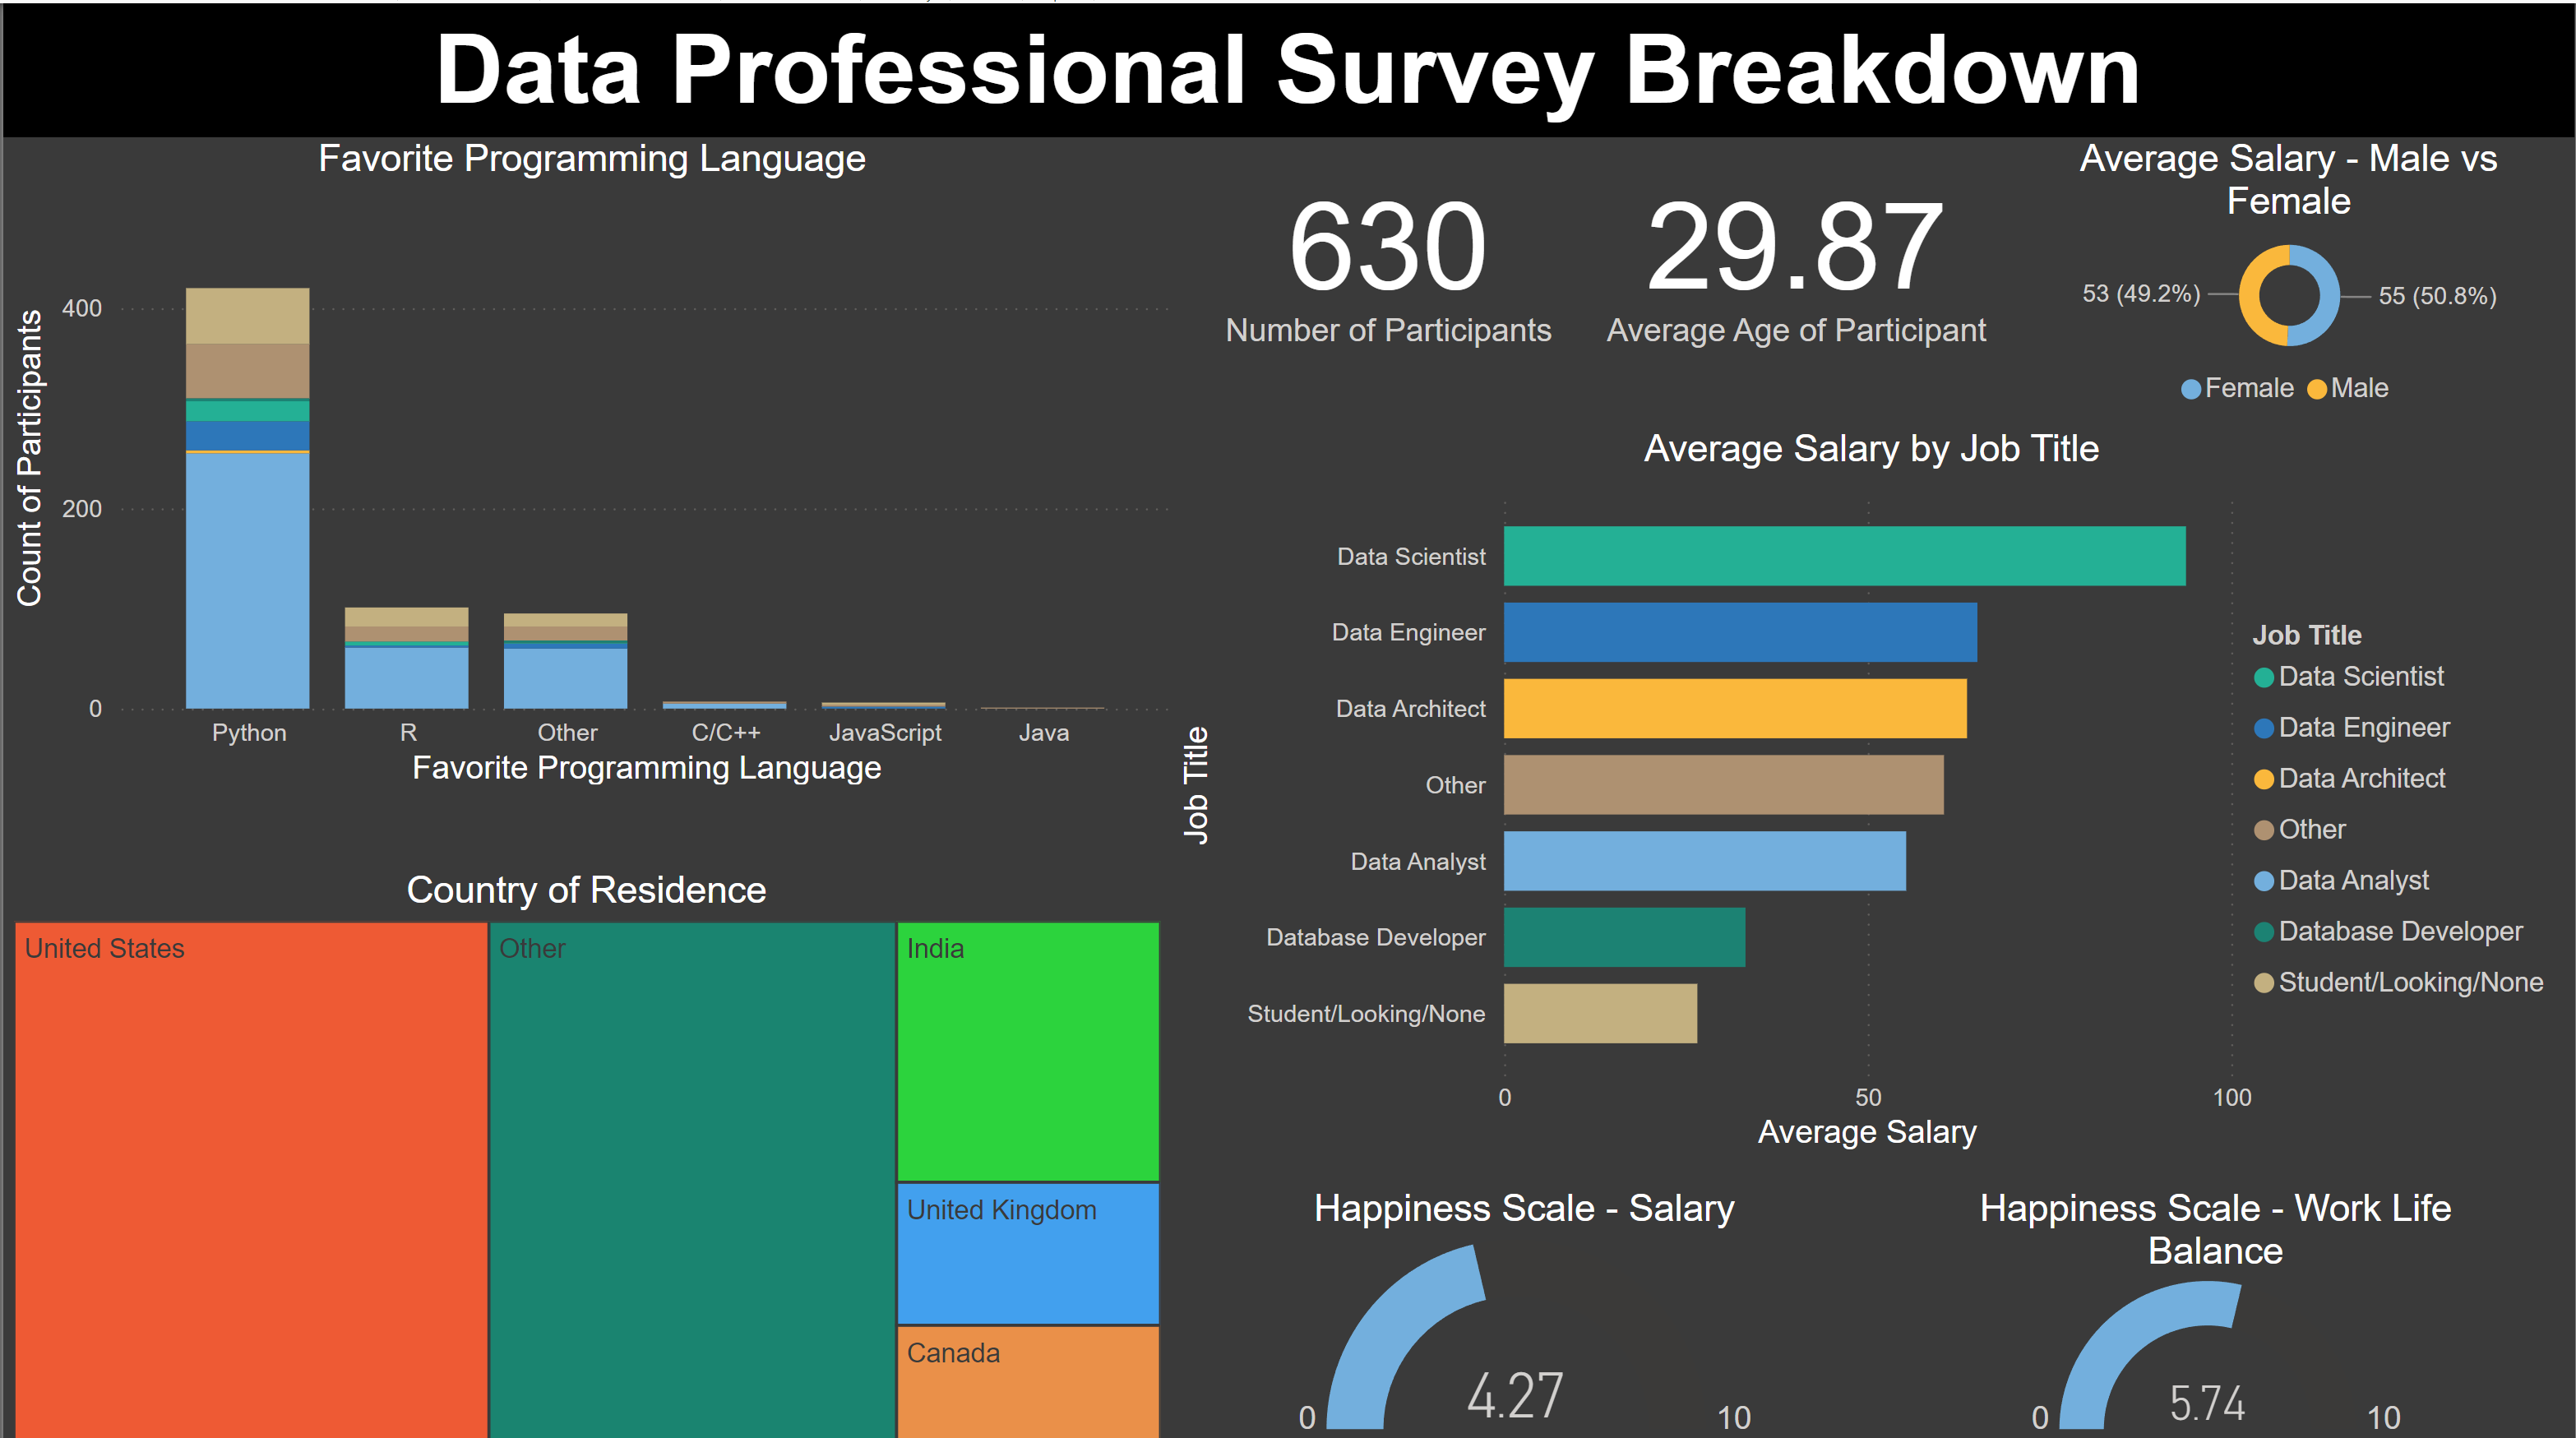 Data Professional Survey Breakdown
Favorite Programming Language
Count of Participants
400
200
0
Python
R
Other
C/C++
JavaScript
Java
Favorite Programming Language
630
Number of Participants
29.87
Average Age of Participant
Average Salary - Male vs
Female
53 (49.2%)
55 (50.8%)
Female
Male
Average Salary by Job Title
Job Title
Data Scientist
Data Engineer
Data Architect
Other
Data Analyst
Database Developer
Student/Looking/None
0
50
100
Average Salary
Job Title
Data Scientist
Data Engineer
Data Architect
Other
Data Analyst
Database Developer
Student/Looking/None
Country of Residence
United States
Other
India
United Kingdom
Canada
Happiness Scale - Salary
0
4.27
10
Happiness Scale - Work Life
Balance
0
5.74
10